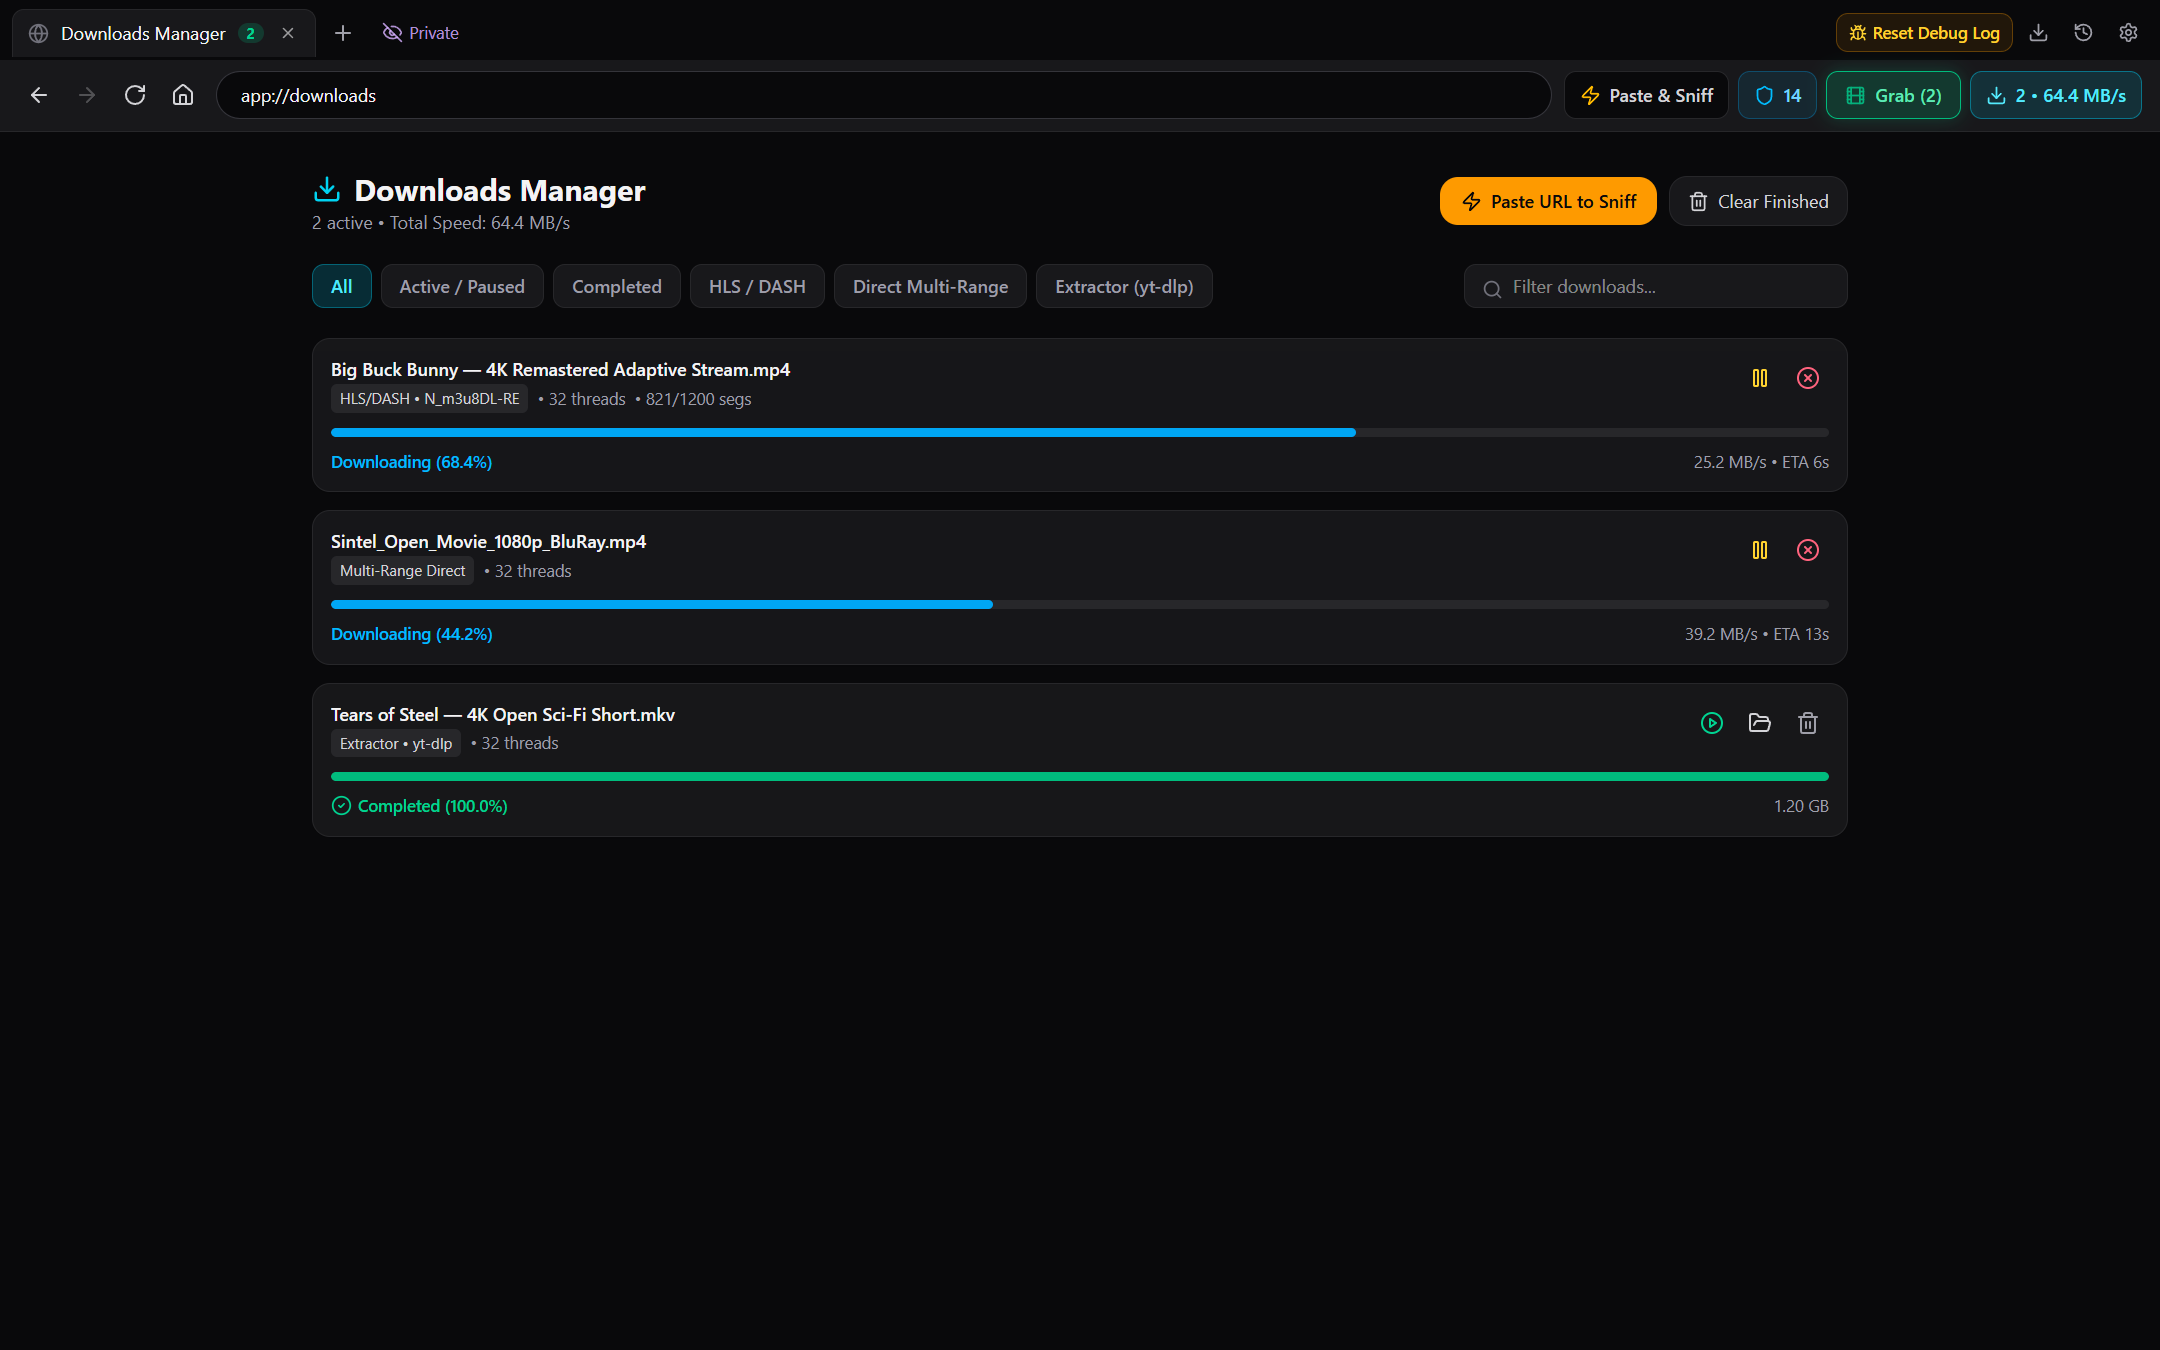 Downloads Manager 2
Private
Reset Debug Log
app://downloads
Paste & Sniff
14
Grab (2)
2 • 64.4 MB/s
Downloads Manager
2 active • Total Speed: 64.4 MB/s
Paste URL to Sniff
Clear Finished
All
Active / Paused
Completed
HLS / DASH
Direct Multi-Range
Extractor (yt-dlp)
Filter downloads...
Big Buck Bunny — 4K Remastered Adaptive Stream.mp4
HLS/DASH • N_m3u8DL-RE • 32 threads • 821/1200 segs
Downloading (68.4%)
25.2 MB/s • ETA 6s
Sintel_Open_Movie_1080p_BluRay.mp4
Multi-Range Direct • 32 threads
Downloading (44.2%)
39.2 MB/s • ETA 13s
Tears of Steel — 4K Open Sci-Fi Short.mkv
Extractor • yt-dlp • 32 threads
Completed (100.0%)
1.20 GB